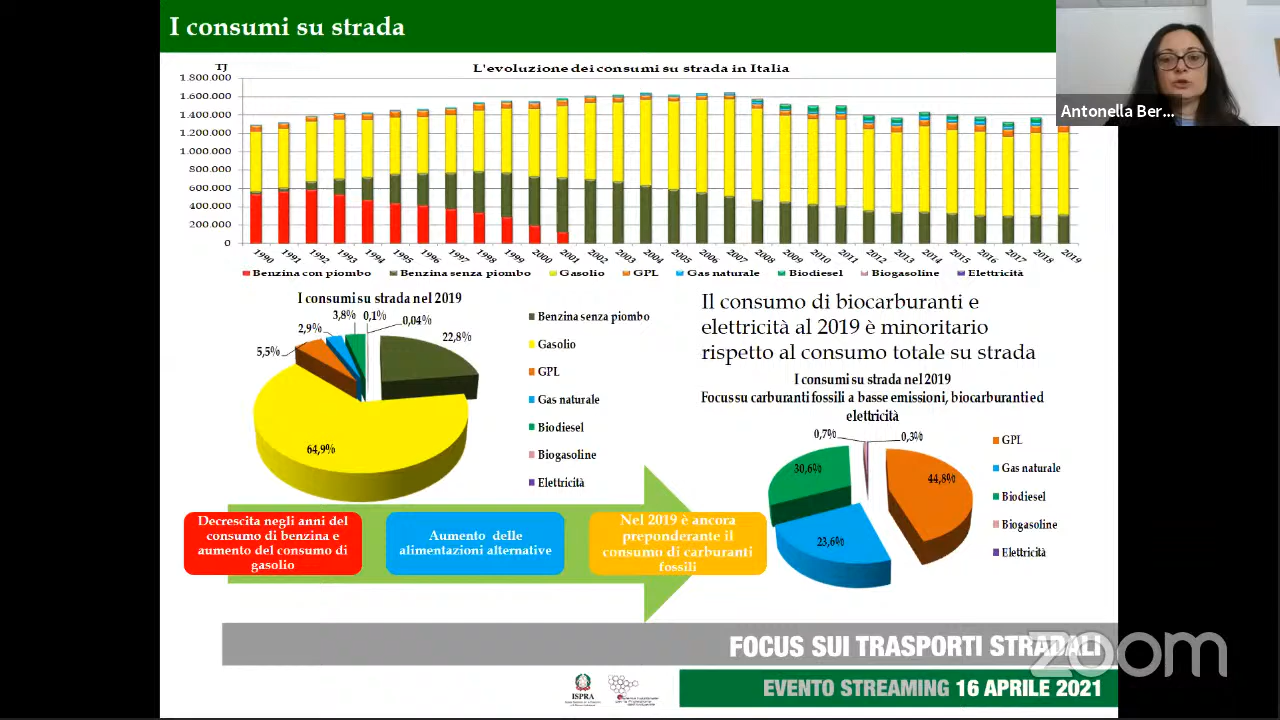 I consumi su strada
Antonella Ber...
TJ
L'evoluzione dei consumi su strada in Italia
1.800.000
1.600.000
1.400.000
1.200.000
1.000.000
800.000
600.000
400.000
200.000
0
1990 1991 1992 1993 1994 1995 1996 1997 1998 1999 2000 2001 2002 2003 2004 2005 2006 2007 2008 2009 2010 2011 2012 2013 2014 2015 2016 2017 2018 2019
Benzina con piombo Benzina senza piombo Gasolio GPL Gas naturale Biodiesel Biogasoline Elettricità
I consumi su strada nel 2019
3,8% 0,1% 0,04%
2,9%
22,8%
5,5%
64,9%
Benzina senza piombo
Gasolio
GPL
Gas naturale
Biodiesel
Biogasoline
Elettricità
Il consumo di biocarburanti e
elettricità al 2019 è minoritario
rispetto al consumo totale su strada
I consumi su strada nel 2019
Focus su carburanti fossili a basse emissioni, biocarburanti ed
elettricità
0,7% 0,3%
30,6%
44,8%
23,6%
GPL
Gas naturale
Biodiesel
Biogasoline
Elettricità
Decrescita negli anni del
consumo di benzina e
aumento del consumo di
gasolio
Aumento delle
alimentazioni alternative
Nel 2019 è ancora
preponderante il
consumo di carburanti
fossili
FOCUS SUI TRASPORTI STRADALI
zoom
ISPRA
EVENTO STREAMING 16 APRILE 2021